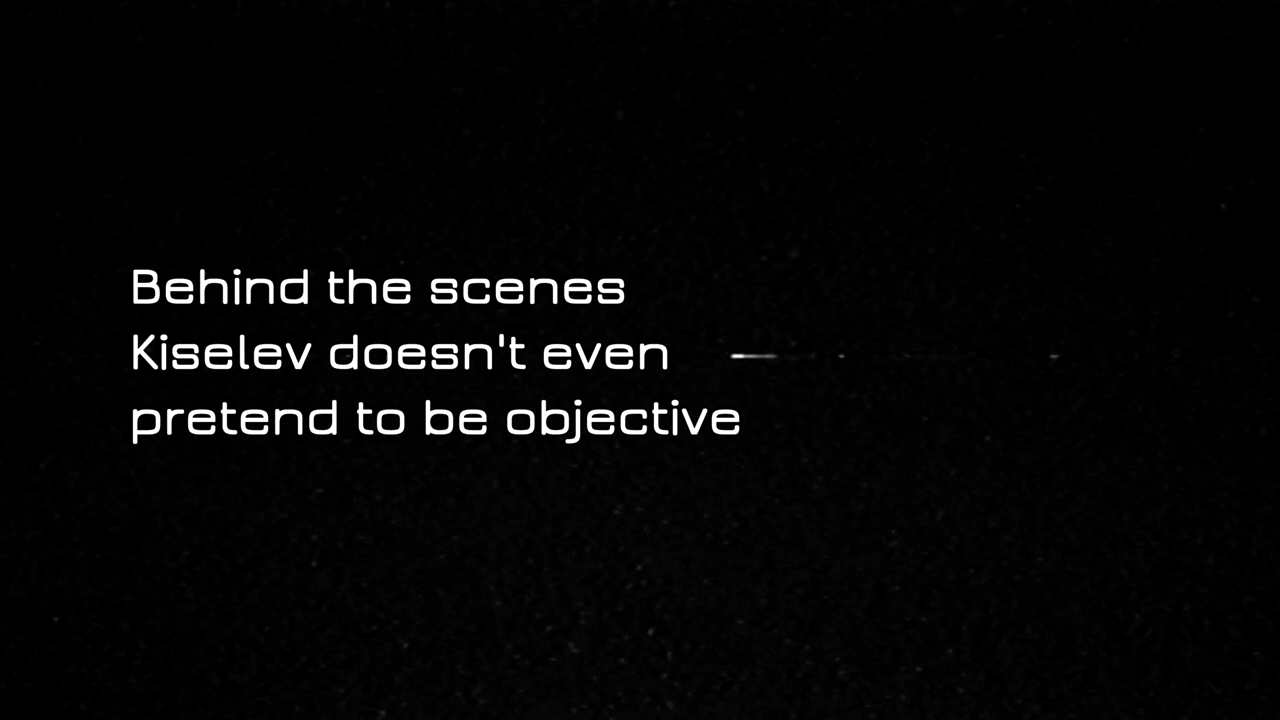 Behind the scenes
Kiselev doesn't even
pretend to be objective